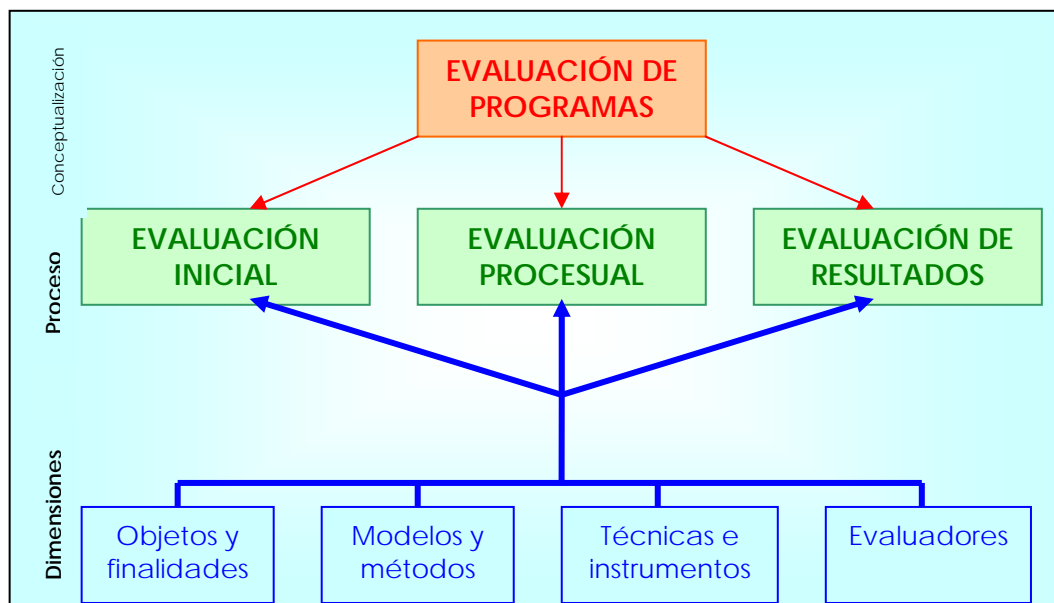 Conceptualización
EVALUACIÓN DE
PROGRAMAS
Proceso
EVALUACIÓN
INICIAL
EVALUACIÓN
PROCESUAL
EVALUACIÓN DE
RESULTADOS
Dimensiones
Objetos y
finalidades
Modelos y
métodos
Técnicas e
instrumentos
Evaluadores